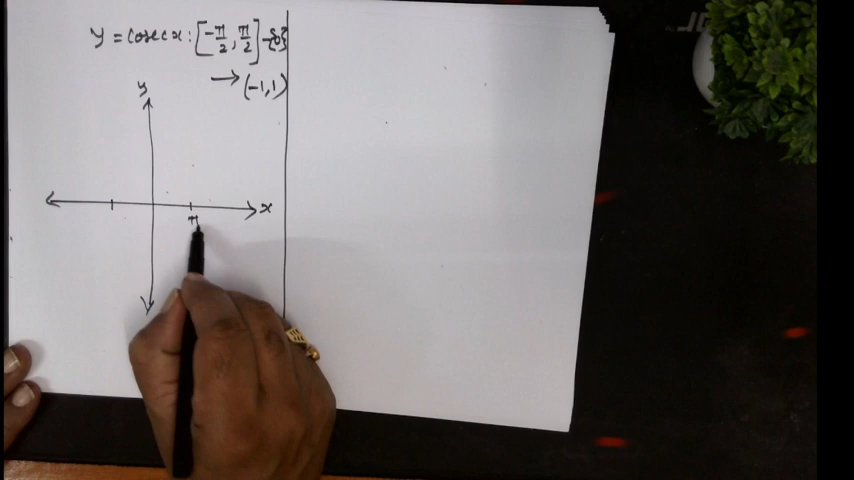 y = cosec x : [-π/2, π/2] - {0}
→ (-1, 1)
y
x
π